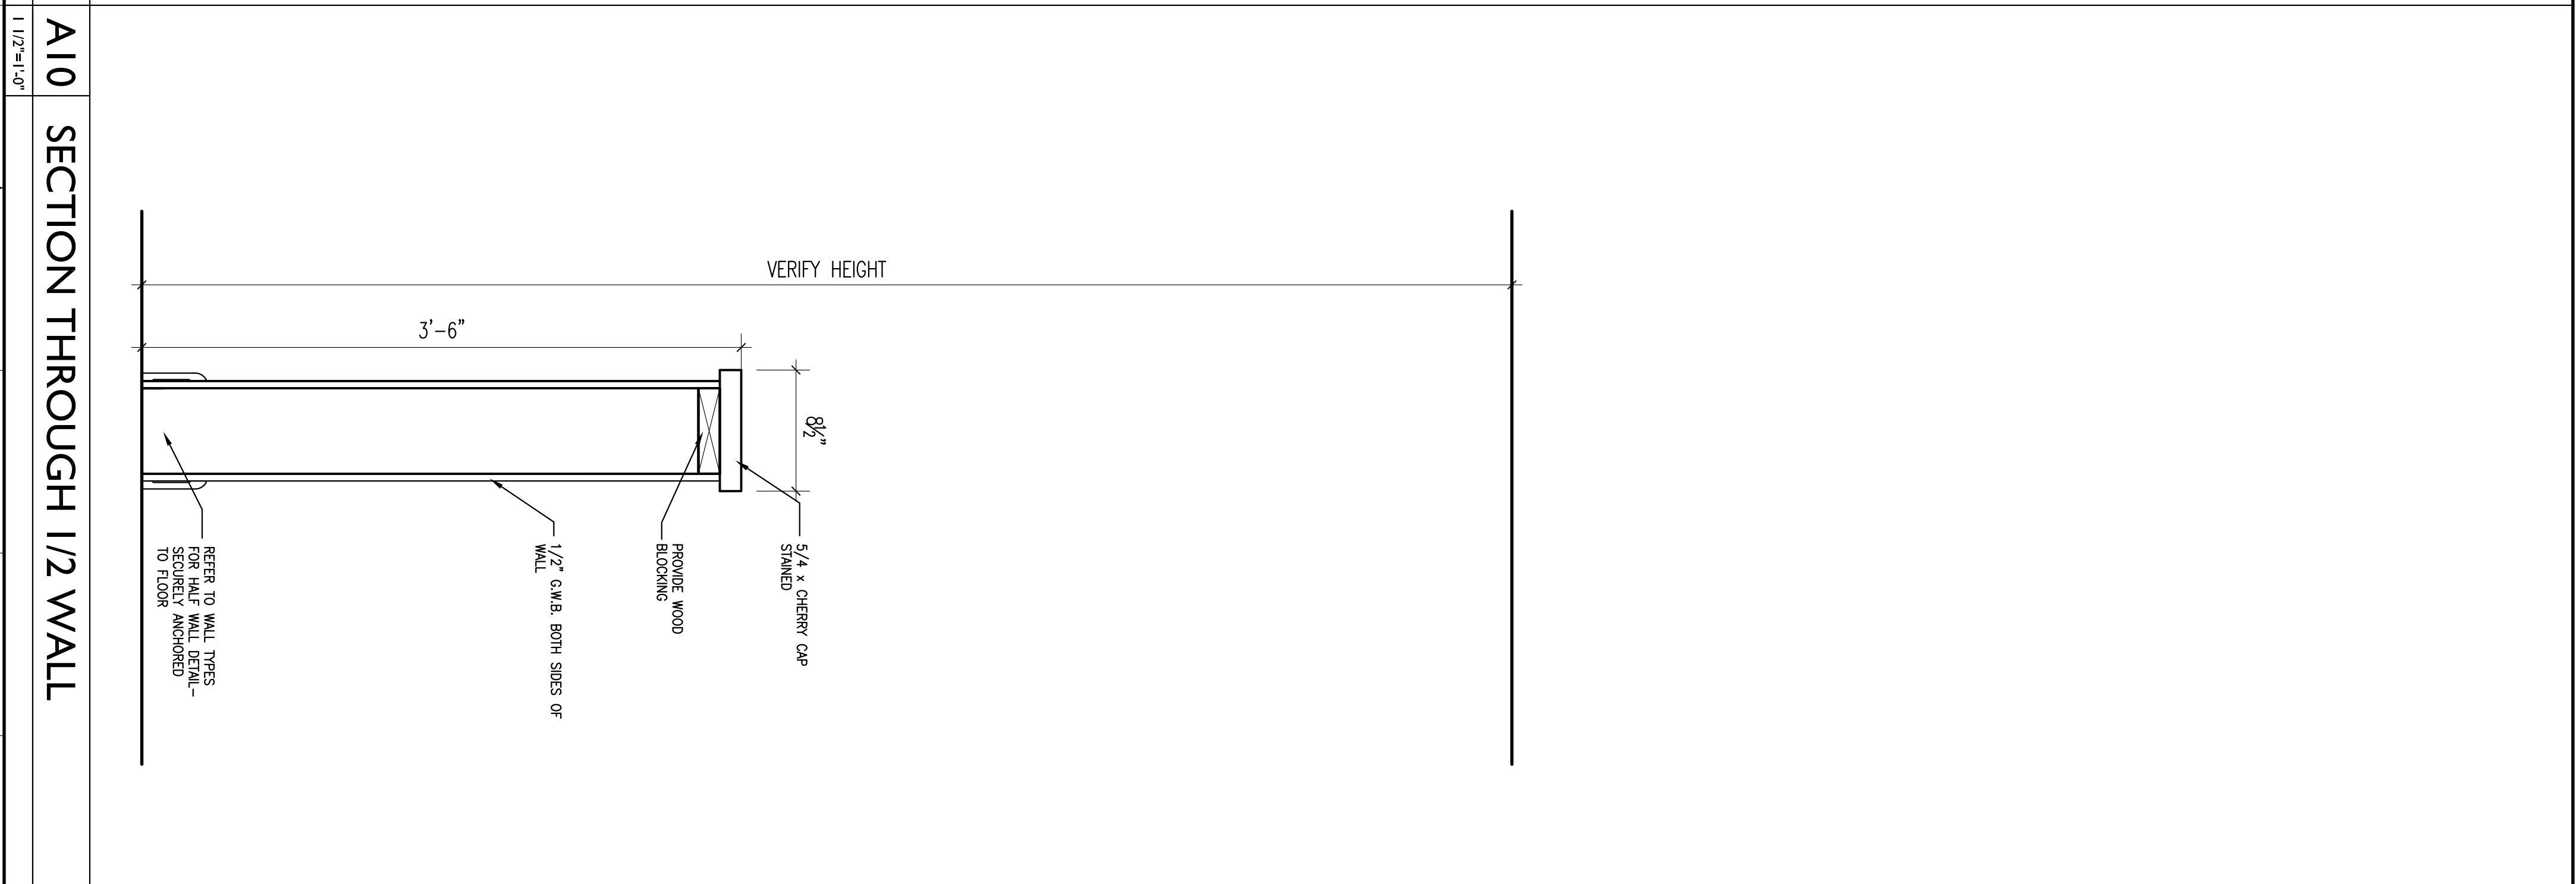 VERIFY HEIGHT
3'-6"
8½"
5/4 x CHERRY CAP
STAINED
PROVIDE WOOD
BLOCKING
1/2" G.W.B. BOTH SIDES OF
WALL
REFER TO WALL TYPES
FOR HALF WALL DETAIL-
SECURELY ANCHORED
TO FLOOR
A10 SECTION THROUGH 1/2 WALL
1 1/2"=1'-0"